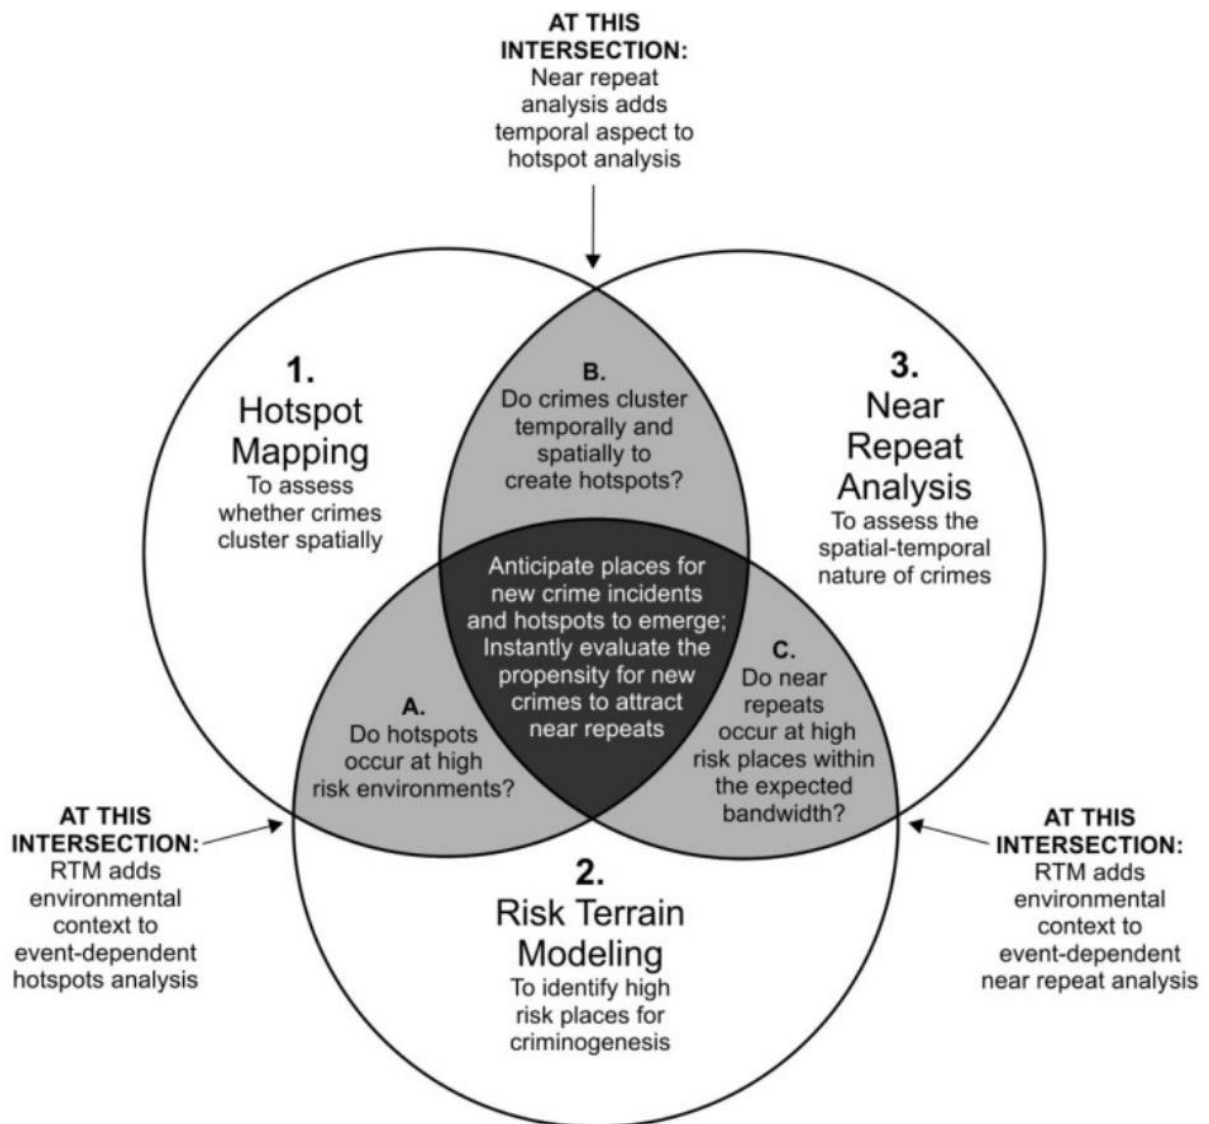 AT THIS
INTERSECTION:
Near repeat
analysis adds
temporal aspect to
hotspot analysis
1.
Hotspot
Mapping
To assess
whether crimes
cluster spatially
B.
Do crimes cluster
temporally and
spatially to
create hotspots?
3.
Near
Repeat
Analysis
To assess the
spatial-temporal
nature of crimes
Anticipate places for
new crime incidents
and hotspots to emerge;
Instantly evaluate the
propensity for new
crimes to attract
near repeats
A.
Do hotspots
occur at high
risk environments?
C.
Do near
repeats
occur at high
risk places within
the expected
bandwidth?
AT THIS
INTERSECTION:
RTM adds
environmental
context to
event-dependent
hotspots analysis
2.
Risk Terrain
Modeling
To identify high
risk places for
criminogenesis
AT THIS
INTERSECTION:
RTM adds
environmental
context to
event-dependent
near repeat analysis